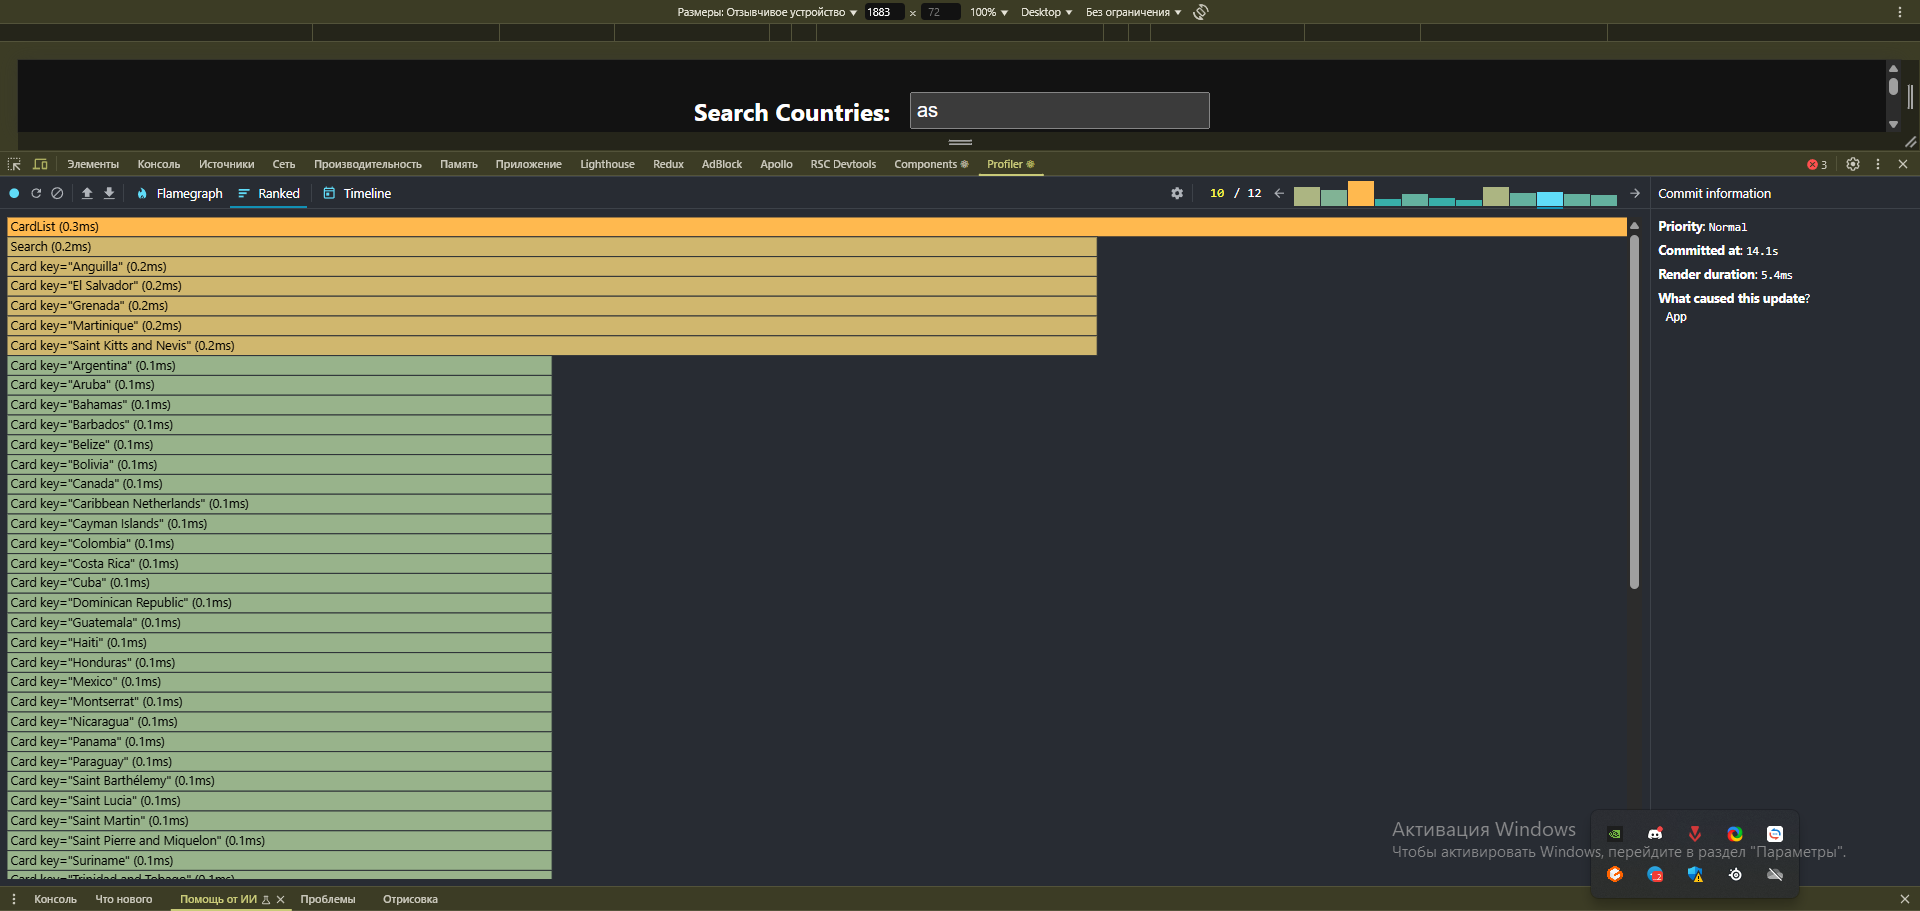 Размеры: Отзывчивое устройство ▼ 1883 × 72 100% ▼ Desktop ▼ Без ограничения ▼
Search Countries: as
Элементы Консоль Источники Сеть Производительность Память Приложение Lighthouse Redux AdBlock Apollo RSC Devtools Components Profiler 3
Flamegraph Ranked Timeline 10 / 12 Commit information
CardList (0.3ms)
Search (0.2ms)
Card key="Anguilla" (0.2ms)
Card key="El Salvador" (0.2ms)
Card key="Grenada" (0.2ms)
Card key="Martinique" (0.2ms)
Card key="Saint Kitts and Nevis" (0.2ms)
Card key="Argentina" (0.1ms)
Card key="Aruba" (0.1ms)
Card key="Bahamas" (0.1ms)
Card key="Barbados" (0.1ms)
Card key="Belize" (0.1ms)
Card key="Bolivia" (0.1ms)
Card key="Canada" (0.1ms)
Card key="Caribbean Netherlands" (0.1ms)
Card key="Cayman Islands" (0.1ms)
Card key="Colombia" (0.1ms)
Card key="Costa Rica" (0.1ms)
Card key="Cuba" (0.1ms)
Card key="Dominican Republic" (0.1ms)
Card key="Guatemala" (0.1ms)
Card key="Haiti" (0.1ms)
Card key="Honduras" (0.1ms)
Card key="Mexico" (0.1ms)
Card key="Montserrat" (0.1ms)
Card key="Nicaragua" (0.1ms)
Card key="Panama" (0.1ms)
Card key="Paraguay" (0.1ms)
Card key="Saint Barthélemy" (0.1ms)
Card key="Saint Lucia" (0.1ms)
Card key="Saint Martin" (0.1ms)
Card key="Saint Pierre and Miquelon" (0.1ms)
Card key="Suriname" (0.1ms)
Card key="Trinidad and Tobago" (0.1ms)
Priority: Normal
Committed at: 14.1s
Render duration: 5.4ms
What caused this update?
App
Активация Windows
Чтобы активировать Windows, перейдите в раздел "Параметры".
Консоль Что нового Помощь от ИИ Проблемы Отрисовка